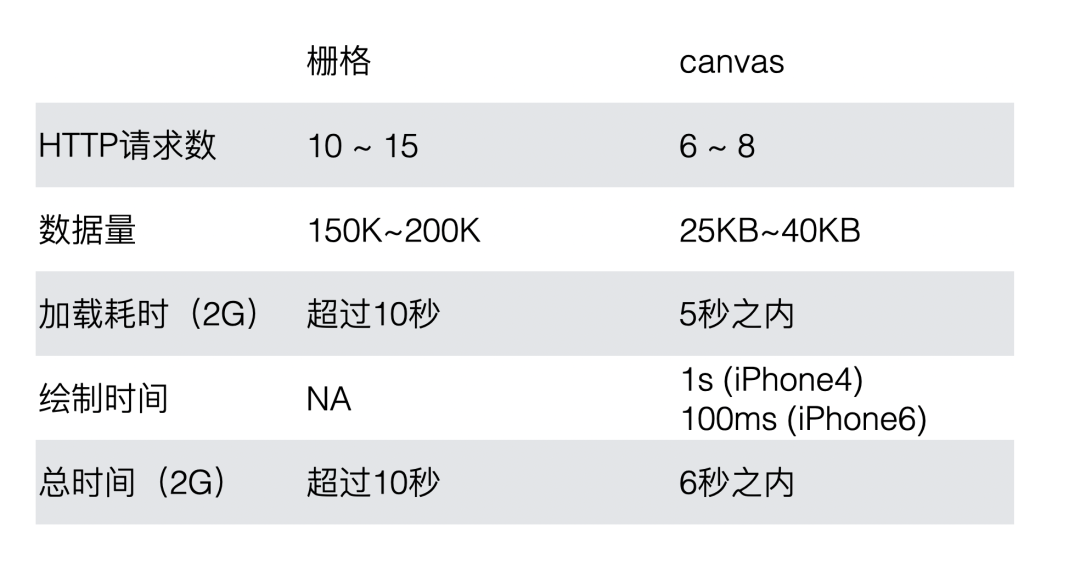 栅格 canvas
HTTP请求数 10 ~ 15 6 ~ 8
数据量 150K~200K 25KB~40KB
加载耗时（2G） 超过10秒 5秒之内
绘制时间 NA 1s (iPhone4)
100ms (iPhone6)
总时间（2G） 超过10秒 6秒之内